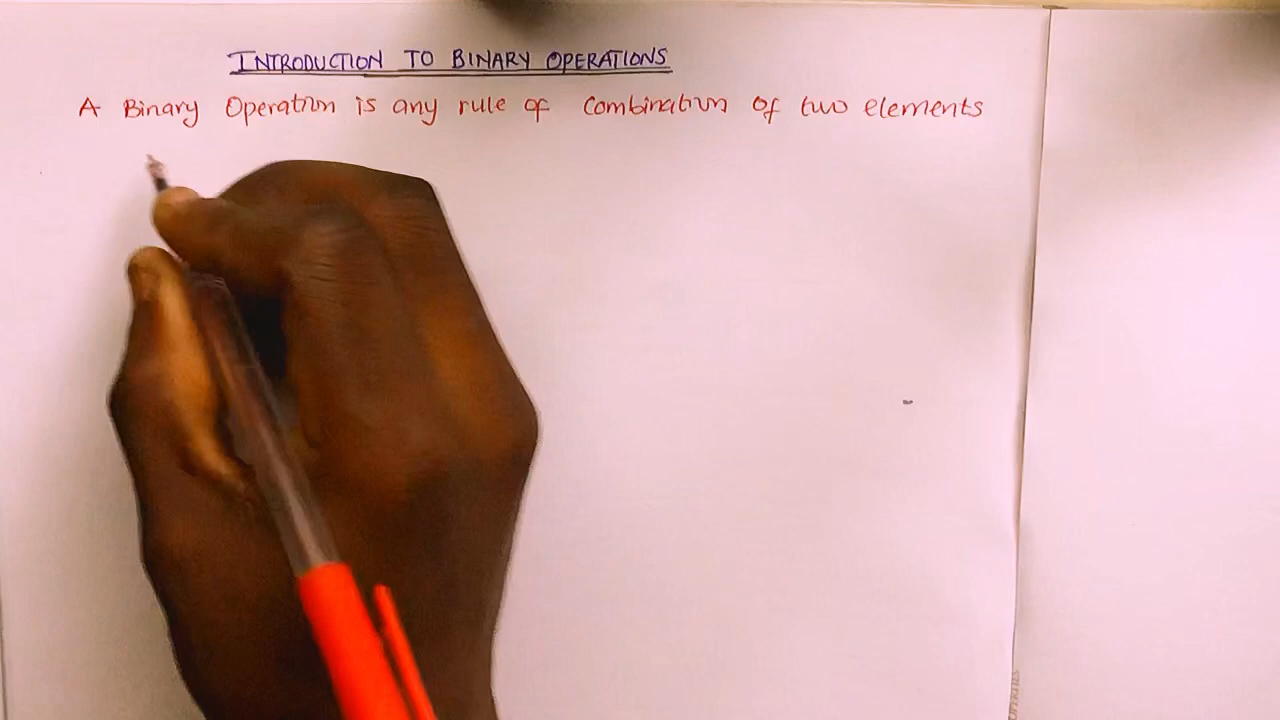 INTRODUCTION TO BINARY OPERATIONS
A Binary Operation is any rule of Combination of two elements